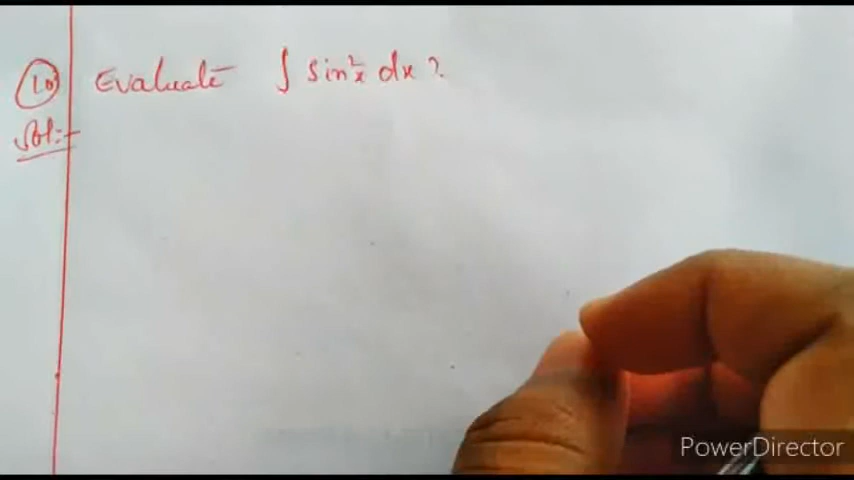 10 Evaluate ∫ sin²x dx ?
Sol:-
PowerDirector